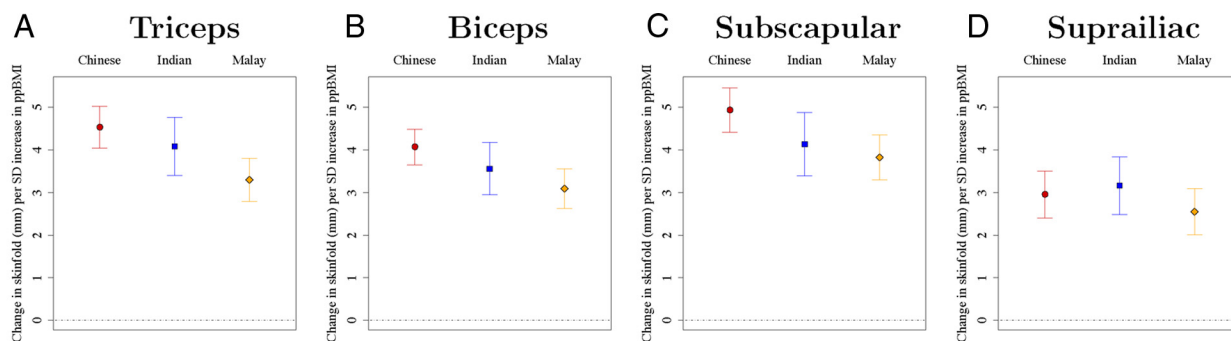 A
Triceps
Chinese Indian Malay
Change in skinfold (mm) per SD increase in ppBMI
5
4
3
2
1
0
B
Biceps
Chinese Indian Malay
Change in skinfold (mm) per SD increase in ppBMI
5
4
3
2
1
0
C
Subscapular
Chinese Indian Malay
Change in skinfold (mm) per SD increase in ppBMI
5
4
3
2
1
0
D
Suprailiac
Chinese Indian Malay
Change in skinfold (mm) per SD increase in ppBMI
5
4
3
2
1
0